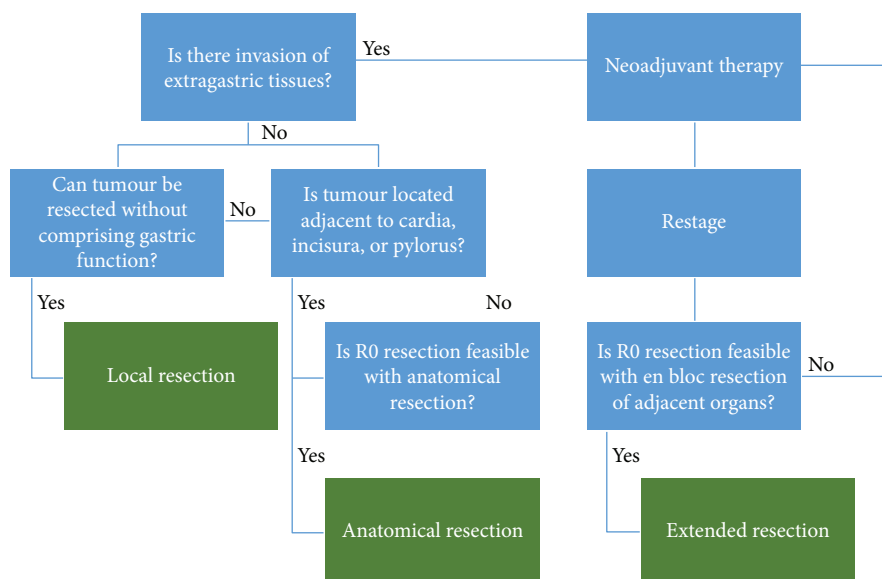 Is there invasion of
extragastric tissues?
Yes
Neoadjuvant therapy
No
Can tumour be
resected without
comprising gastric
function?
No
Is tumour located
adjacent to cardia,
incisura, or pylorus?
Restage
Yes
Yes
No
Local resection
Is R0 resection feasible
with anatomical
resection?
Is R0 resection feasible
with en bloc resection
of adjacent organs?
No
Yes
Yes
Anatomical resection
Extended resection